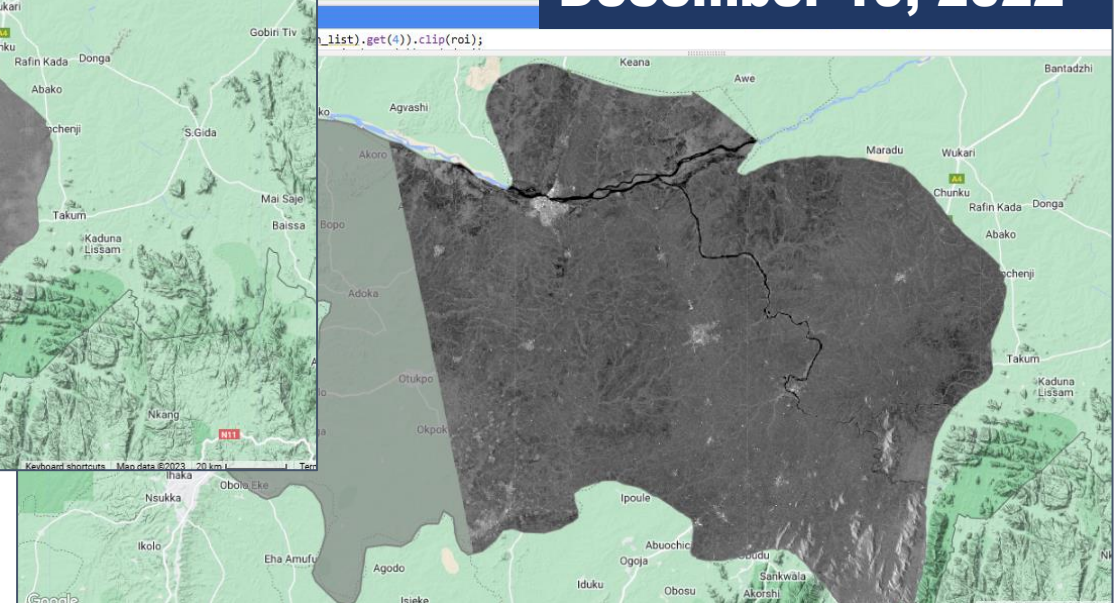 _list).get(4)).clip(roi);
Gobiri Tiv
Rafin Kada
Donga
Abako
S.Gida
Mai Saje
Takum
Baissa
Kaduna
Lissam
Nkang
N11
Keyboard shortcuts
Map data ©2023
20 km
Keana
Awe
Bantadzhi
Agvashi
Akoro
Maradu
Wukari
A4
Chunku
Rafin Kada
Donga
Abako
Bopo
Adoka
Takum
Otukpo
Kaduna
Lissam
Okpok
Ihaka
Obolo Eke
Nsukka
Ipoule
Ikolo
Abuochic
Eha Amufu
Agodo
Ogoja
Iduku
Sankwala
Obosu
Akorshi
Isieke
Google